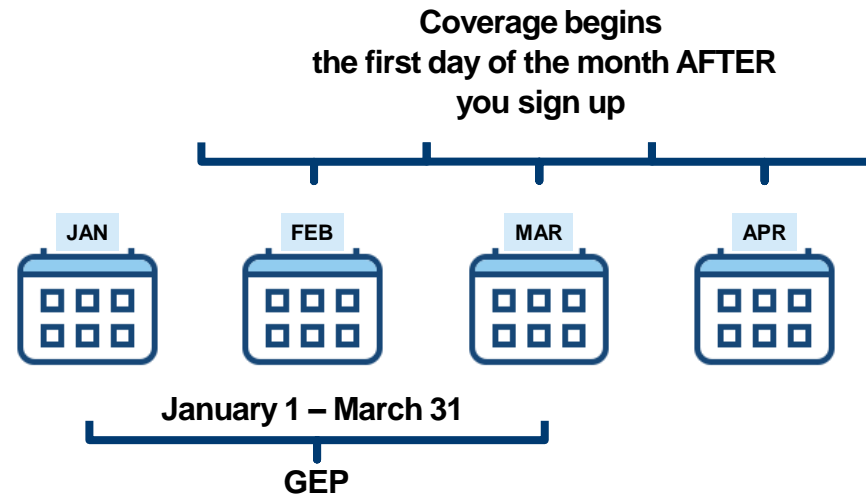 Coverage begins
the first day of the month AFTER
you sign up
JAN
FEB
MAR
APR
January 1 – March 31
GEP